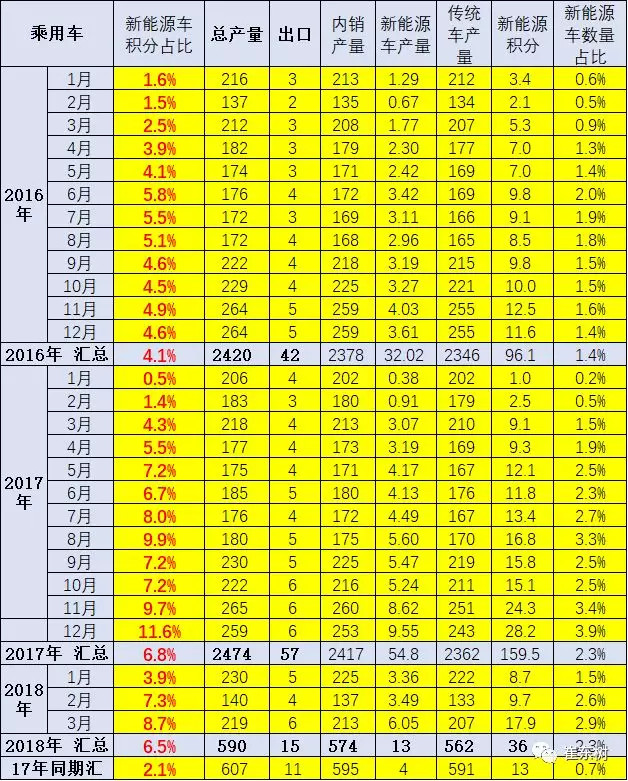 乘用车 新能源车积分占比 总产量 出口 内销产量 新能源车产量 传统车产量 新能源积分 新能源车数量占比
2016年
1月 1.6% 216 3 213 1.29 212 3.4 0.6%
2月 1.5% 137 2 135 0.67 134 2.1 0.5%
3月 2.5% 212 3 208 1.77 207 5.3 0.9%
4月 3.9% 182 3 179 2.30 177 7.0 1.3%
5月 4.1% 174 3 171 2.42 169 7.0 1.4%
6月 5.8% 176 4 172 3.42 169 9.8 2.0%
7月 5.5% 172 3 169 3.11 166 9.1 1.9%
8月 5.1% 172 4 168 2.96 165 8.5 1.8%
9月 4.6% 222 4 218 3.19 215 9.8 1.5%
10月 4.5% 229 4 225 3.27 221 10.0 1.5%
11月 4.9% 264 5 259 4.03 255 12.5 1.6%
12月 4.6% 264 5 259 3.61 255 11.6 1.4%
2016年 汇总 4.1% 2420 42 2378 32.02 2346 96.1 1.4%
2017年
1月 0.5% 206 4 202 0.38 202 1.0 0.2%
2月 1.4% 183 3 180 0.91 179 2.5 0.5%
3月 4.3% 218 4 213 3.07 210 9.1 1.5%
4月 5.5% 177 4 173 3.19 169 9.3 1.9%
5月 7.2% 175 4 171 4.17 167 12.1 2.5%
6月 6.7% 185 5 180 4.13 176 11.8 2.3%
7月 8.0% 176 4 172 4.49 167 13.4 2.7%
8月 9.9% 180 5 175 5.60 170 16.8 3.3%
9月 7.2% 230 5 225 5.47 219 15.8 2.5%
10月 7.2% 222 6 216 5.24 211 15.1 2.5%
11月 9.7% 265 6 260 8.62 251 24.3 3.4%
12月 11.6% 259 6 253 9.55 243 28.2 3.9%
2017年 汇总 6.8% 2474 57 2417 54.8 2362 159.5 2.3%
2018年
1月 3.9% 230 5 225 3.36 222 8.7 1.5%
2月 7.3% 140 4 137 3.49 133 9.7 2.6%
3月 8.7% 219 6 213 6.05 207 17.9 2.9%
2018年 汇总 6.5% 590 15 574 13 562 36
17年同期汇 2.1% 607 11 595 4 591 13 0.7%
崔东树